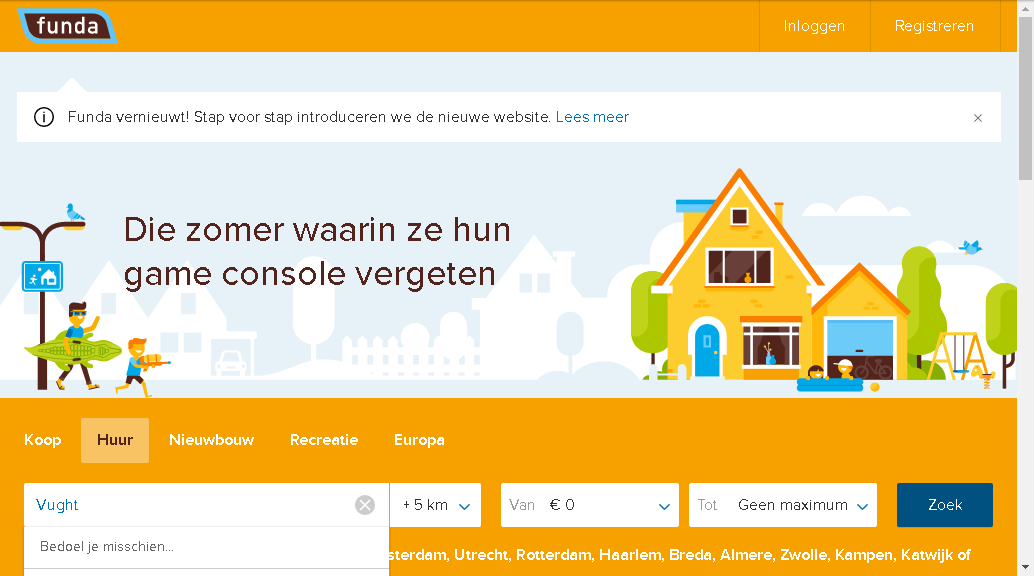 funda
Inloggen
Registreren
Funda vernieuwt! Stap voor stap introduceren we de nieuwe website. Lees meer
Die zomer waarin ze hun
game console vergeten
Koop
Huur
Nieuwbouw
Recreatie
Europa
Vught
+ 5 km
Van € 0
Tot Geen maximum
Zoek
Bedoel je misschien...
Utrecht, Rotterdam, Haarlem, Breda, Almere, Zwolle, Kampen, Katwijk of